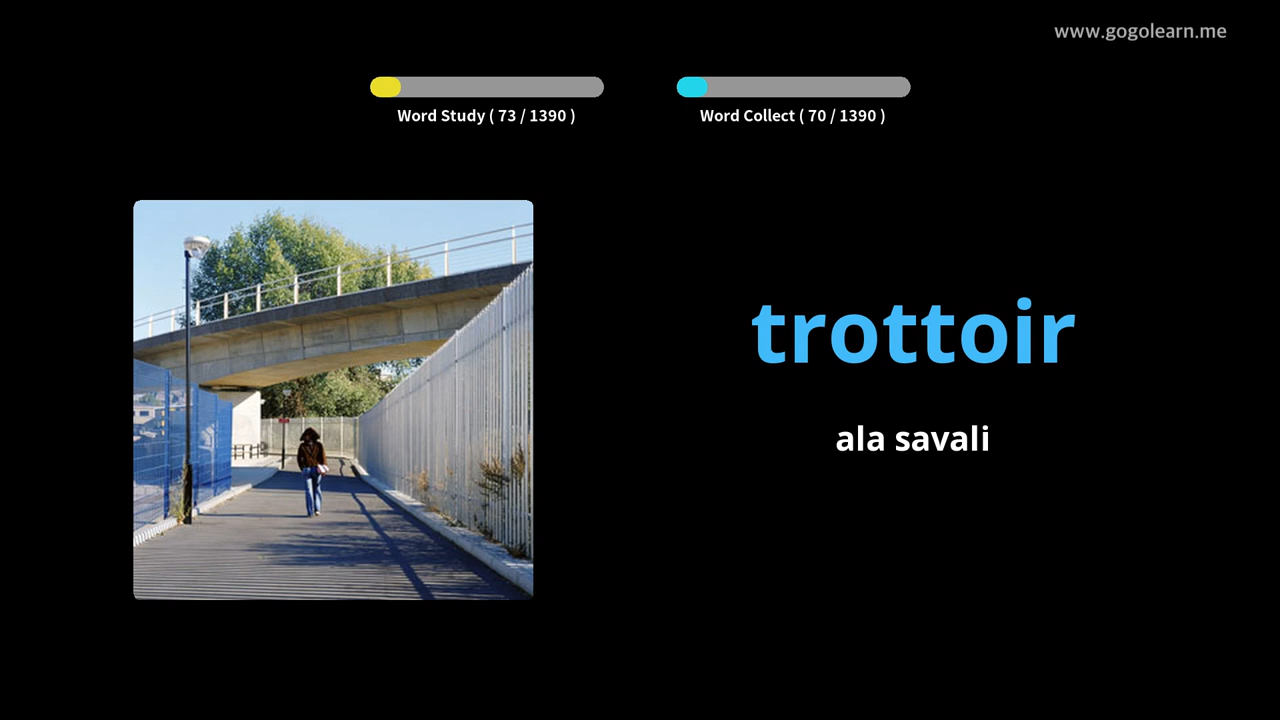 www.gogolearn.me
Word Study ( 73 / 1390 )
Word Collect ( 70 / 1390 )
trottoir
ala savali